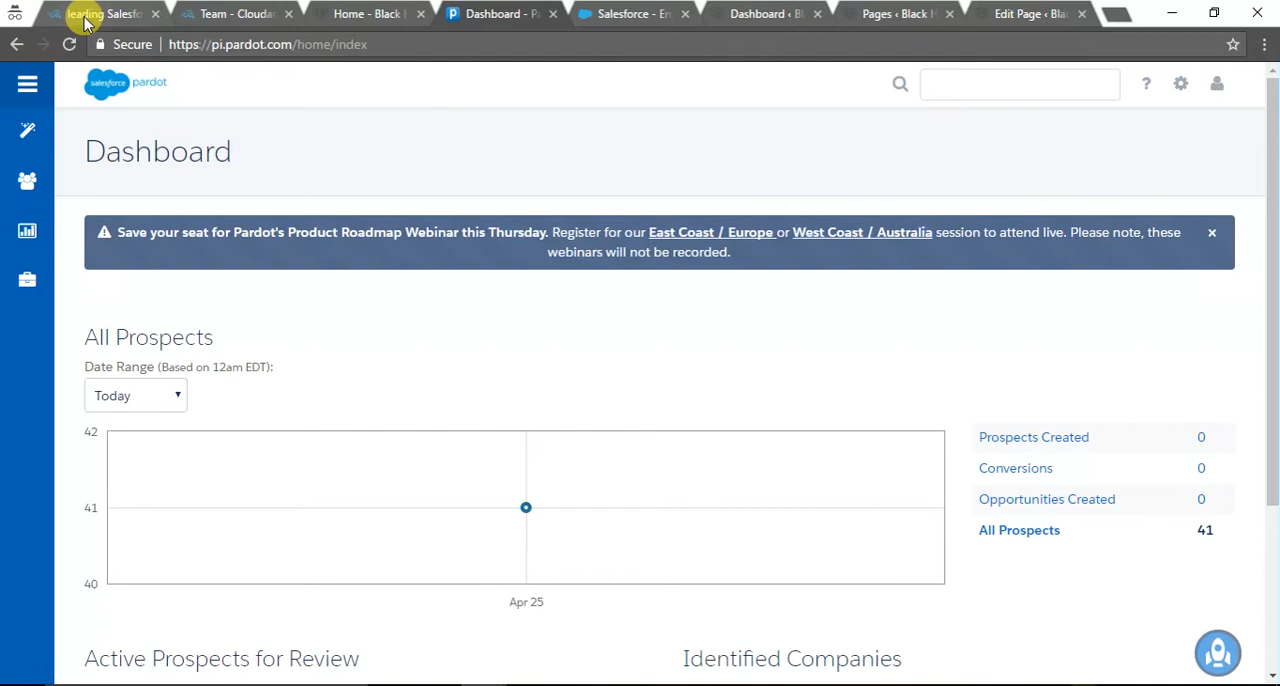 leading Salesfo
Team - Cloudar
Home - Black
Dashboard - Pa
Salesforce - En
Dashboard ‹ Bl
Pages ‹ Black H
Edit Page ‹ Bla
Secure
https://pi.pardot.com/home/index
salesforce pardot
?
Dashboard
Save your seat for Pardot's Product Roadmap Webinar this Thursday. Register for our East Coast / Europe or West Coast / Australia session to attend live. Please note, these
webinars will not be recorded.
×
All Prospects
Date Range (Based on 12am EDT):
Today
42
41
40
Apr 25
Prospects Created 0
Conversions 0
Opportunities Created 0
All Prospects 41
Active Prospects for Review
Identified Companies